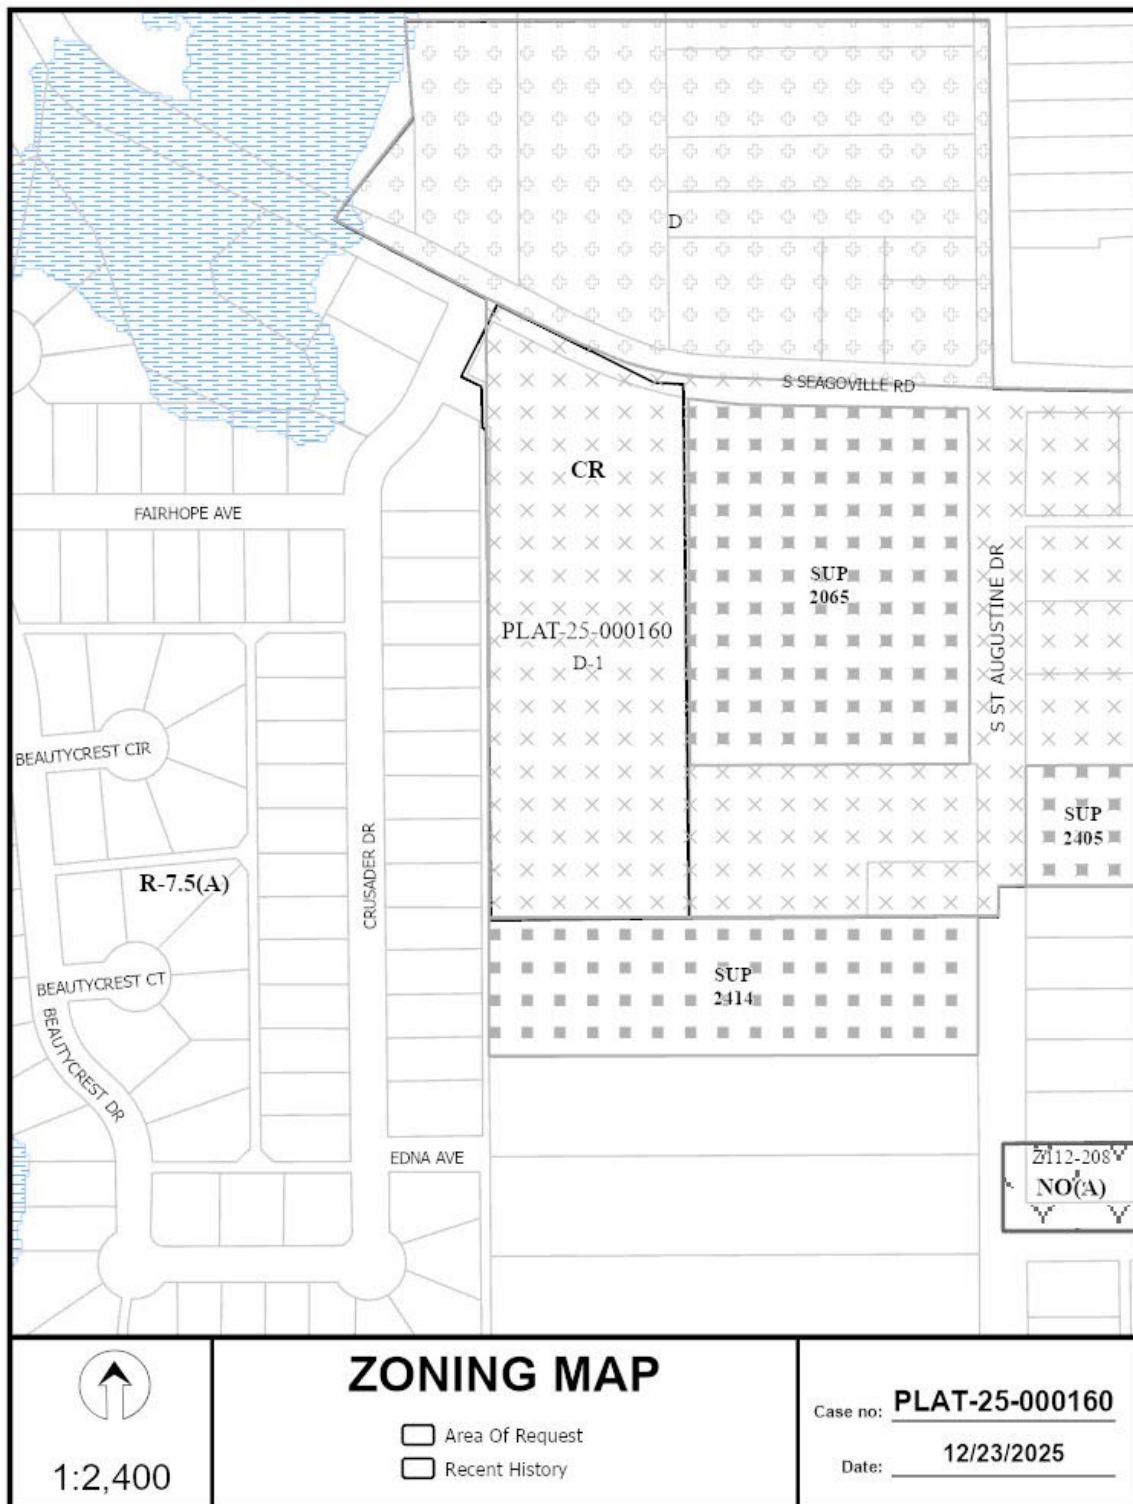 D
S SEAGOVILLE RD
CR
FAIRHOPE AVE
SUP
2065
S ST AUGUSTINE DR
PLAT-25-000160
D-1
BEAUTYCREST CIR
SUP
2405
CRUSADER DR
R-7.5(A)
BEAUTYCREST CT
SUP
2414
BEAUTYCREST DR
EDNA AVE
Z112-208
NO(A)
1:2,400
ZONING MAP
Area Of Request
Recent History
Case no: PLAT-25-000160
Date: 12/23/2025